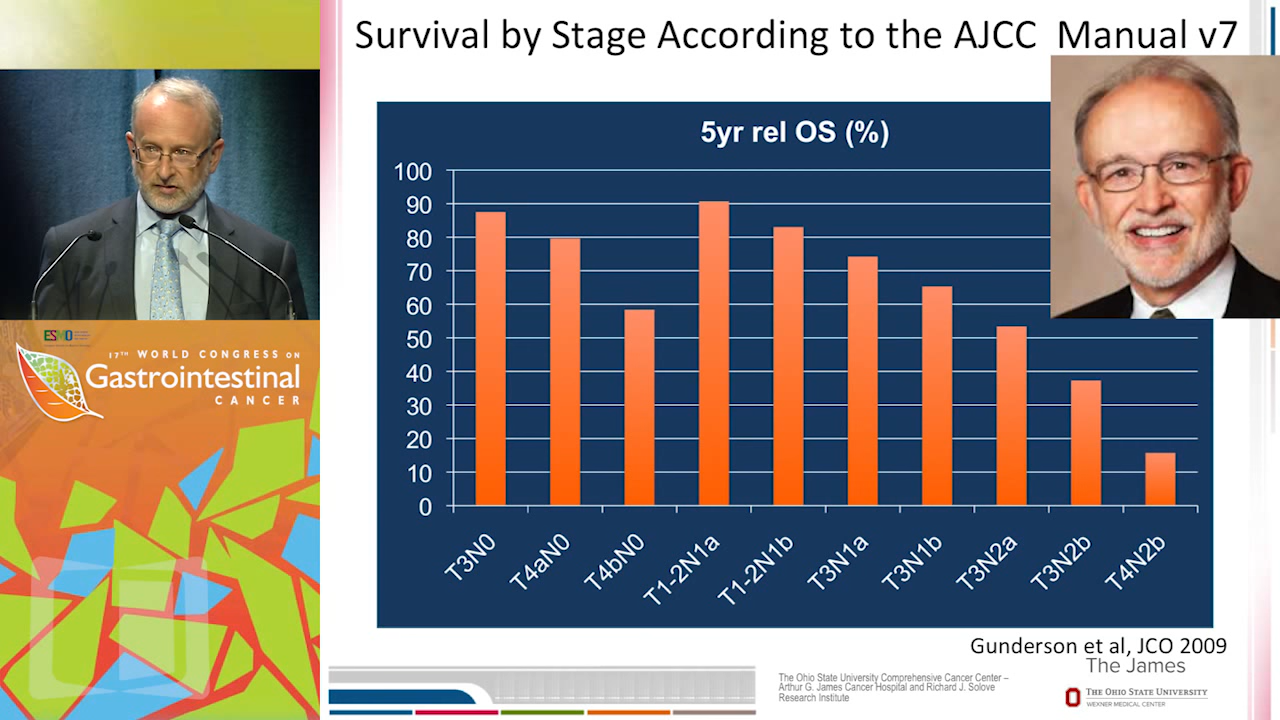 Survival by Stage According to the AJCC  Manual v7
5yr rel OS (%)
100
90
80
70
60
50
40
30
20
10
0
T3N0
T4aN0
T4bN0
T1-2N1a
T1-2N1b
T3N1a
T3N1b
T3N2a
T3N2b
T4N2b
Gunderson et al, JCO 2009
The James
The Ohio State University Comprehensive Cancer Center –
Arthur G. James Cancer Hospital and Richard J. Solove
Research Institute
THE OHIO STATE UNIVERSITY
WEXNER MEDICAL CENTER
ESMO
17TH WORLD CONGRESS ON
Gastrointestinal
CANCER